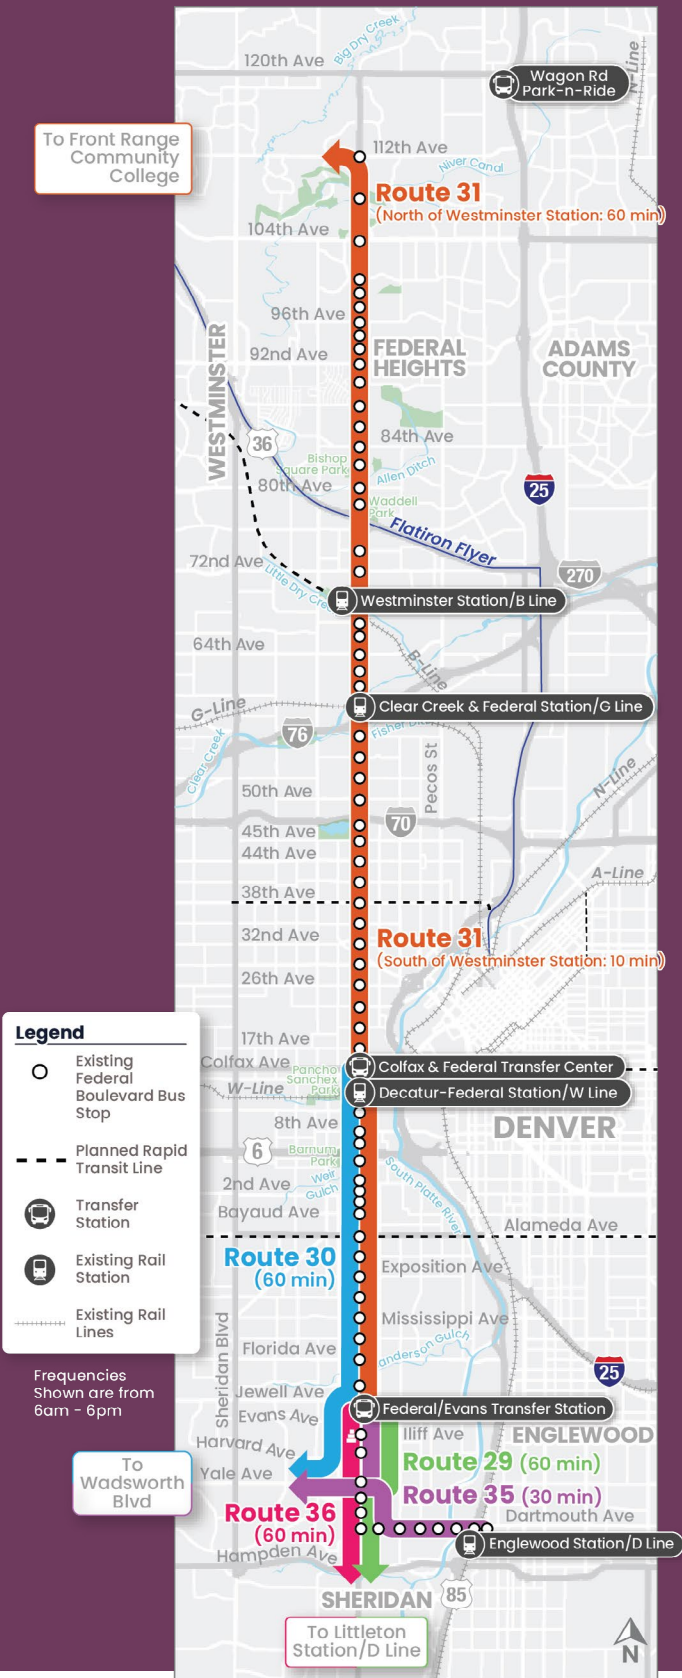 Big Dry Creek
120th Ave
Wagon Rd
Park-n-Ride
N-Line
To Front Range
Community
College
112th Ave
Niver Canal
Route 31
(North of Westminster Station: 60 min)
104th Ave
96th Ave
92nd Ave
WESTMINSTER
FEDERAL
HEIGHTS
ADAMS
COUNTY
36
84th Ave
Bishop
Square Park
Allen Ditch
80th Ave
25
Waddell
Park
Flatiron Flyer
72nd Ave
Little Dry Cre
270
Westminster Station/B Line
64th Ave
B-Line
G-Line
Clear Creek & Federal Station/G Line
76
Fisher Di
Clear Creek
Pecos St
N-Line
50th Ave
70
45th Ave
44th Ave
A-Line
38th Ave
32nd Ave
Route 31
(South of Westminster Station: 10 min)
26th Ave
17th Ave
Colfax Ave
Colfax & Federal Transfer Center
Pancho
Sanchex
Park
W-Line
Decatur-Federal Station/W Line
8th Ave
DENVER
6
Barnum
Park
2nd Ave
Weir
Gulch
South Platte River
Bayaud Ave
Alameda Ave
Route 30
(60 min)
Exposition Ave
Mississippi Ave
Sheridan Blvd
Florida Ave
anderson Gulch
25
Jewell Ave
Evans Ave
Federal/Evans Transfer Station
Harvard Ave
Iliff Ave
ENGLEWOOD
Yale Ave
Route 29 (60 min)
To
Wadsworth
Blvd
Route 35 (30 min)
Route 36
(60 min)
Dartmouth Ave
Englewood Station/D Line
Hampden Ave
SHERIDAN
85
To Littleton
Station/D Line
N
Legend
Existing
Federal
Boulevard Bus
Stop
Planned Rapid
Transit Line
Transfer
Station
Existing Rail
Station
Existing Rail
Lines
Frequencies
Shown are from
6am - 6pm